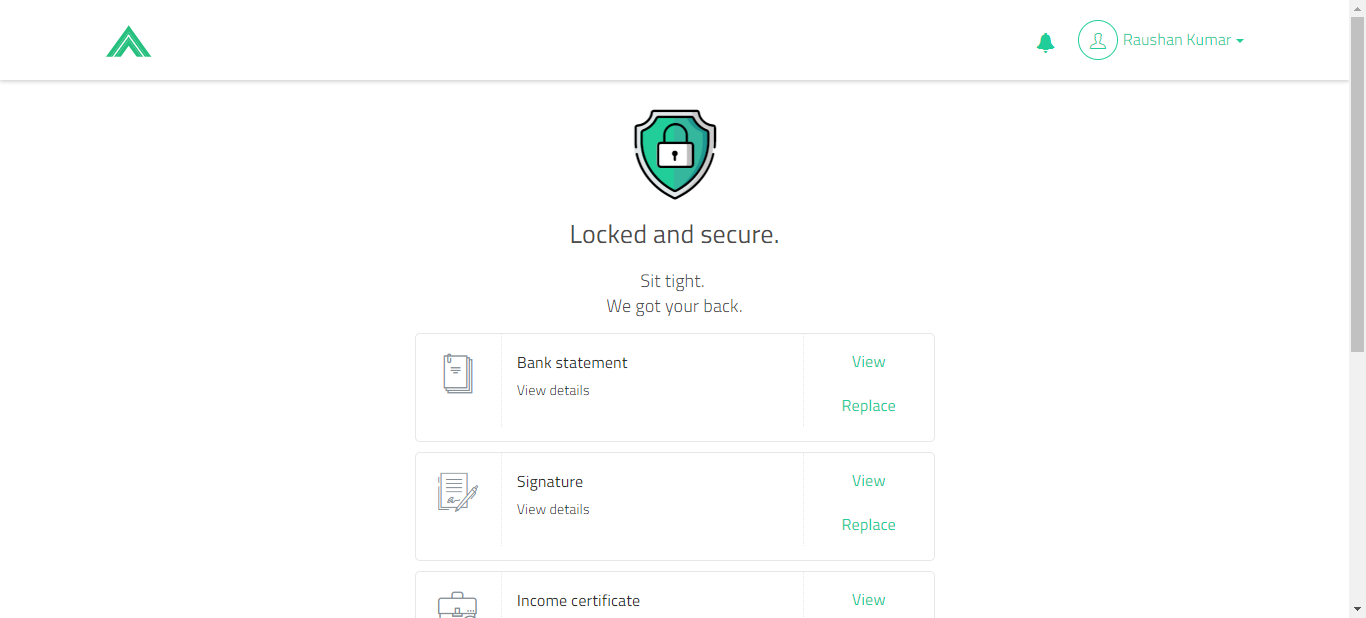 Raushan Kumar
Locked and secure.
Sit tight.
We got your back.
Bank statement
View details
View
Replace
Signature
View details
View
Replace
Income certificate
View